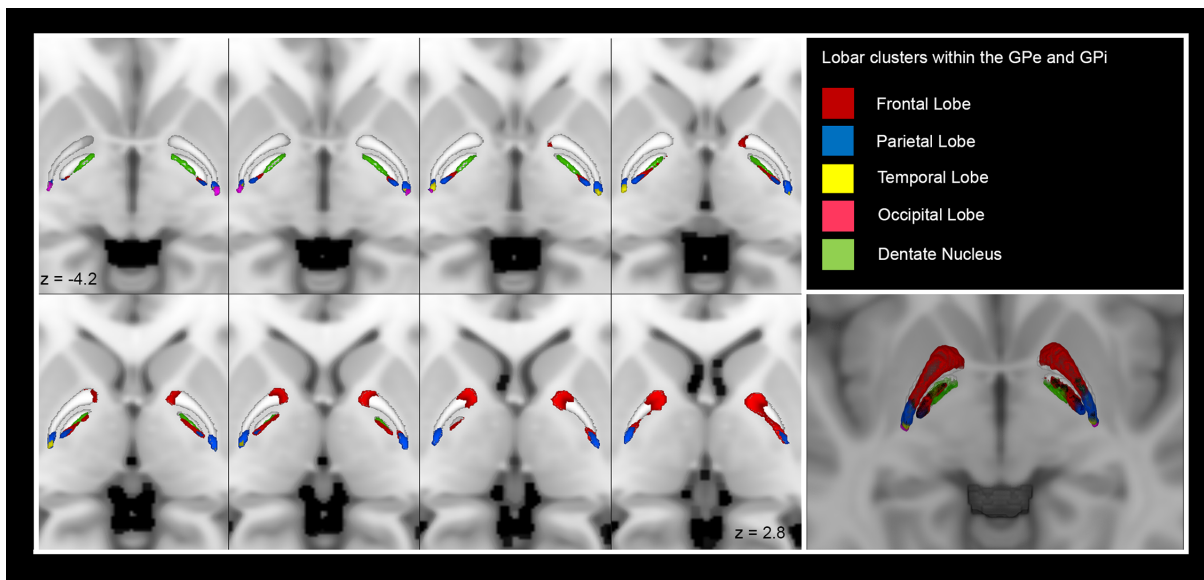 Lobar clusters within the GPe and GPi
Frontal Lobe
Parietal Lobe
Temporal Lobe
Occipital Lobe
Dentate Nucleus
z = -4.2
z = 2.8